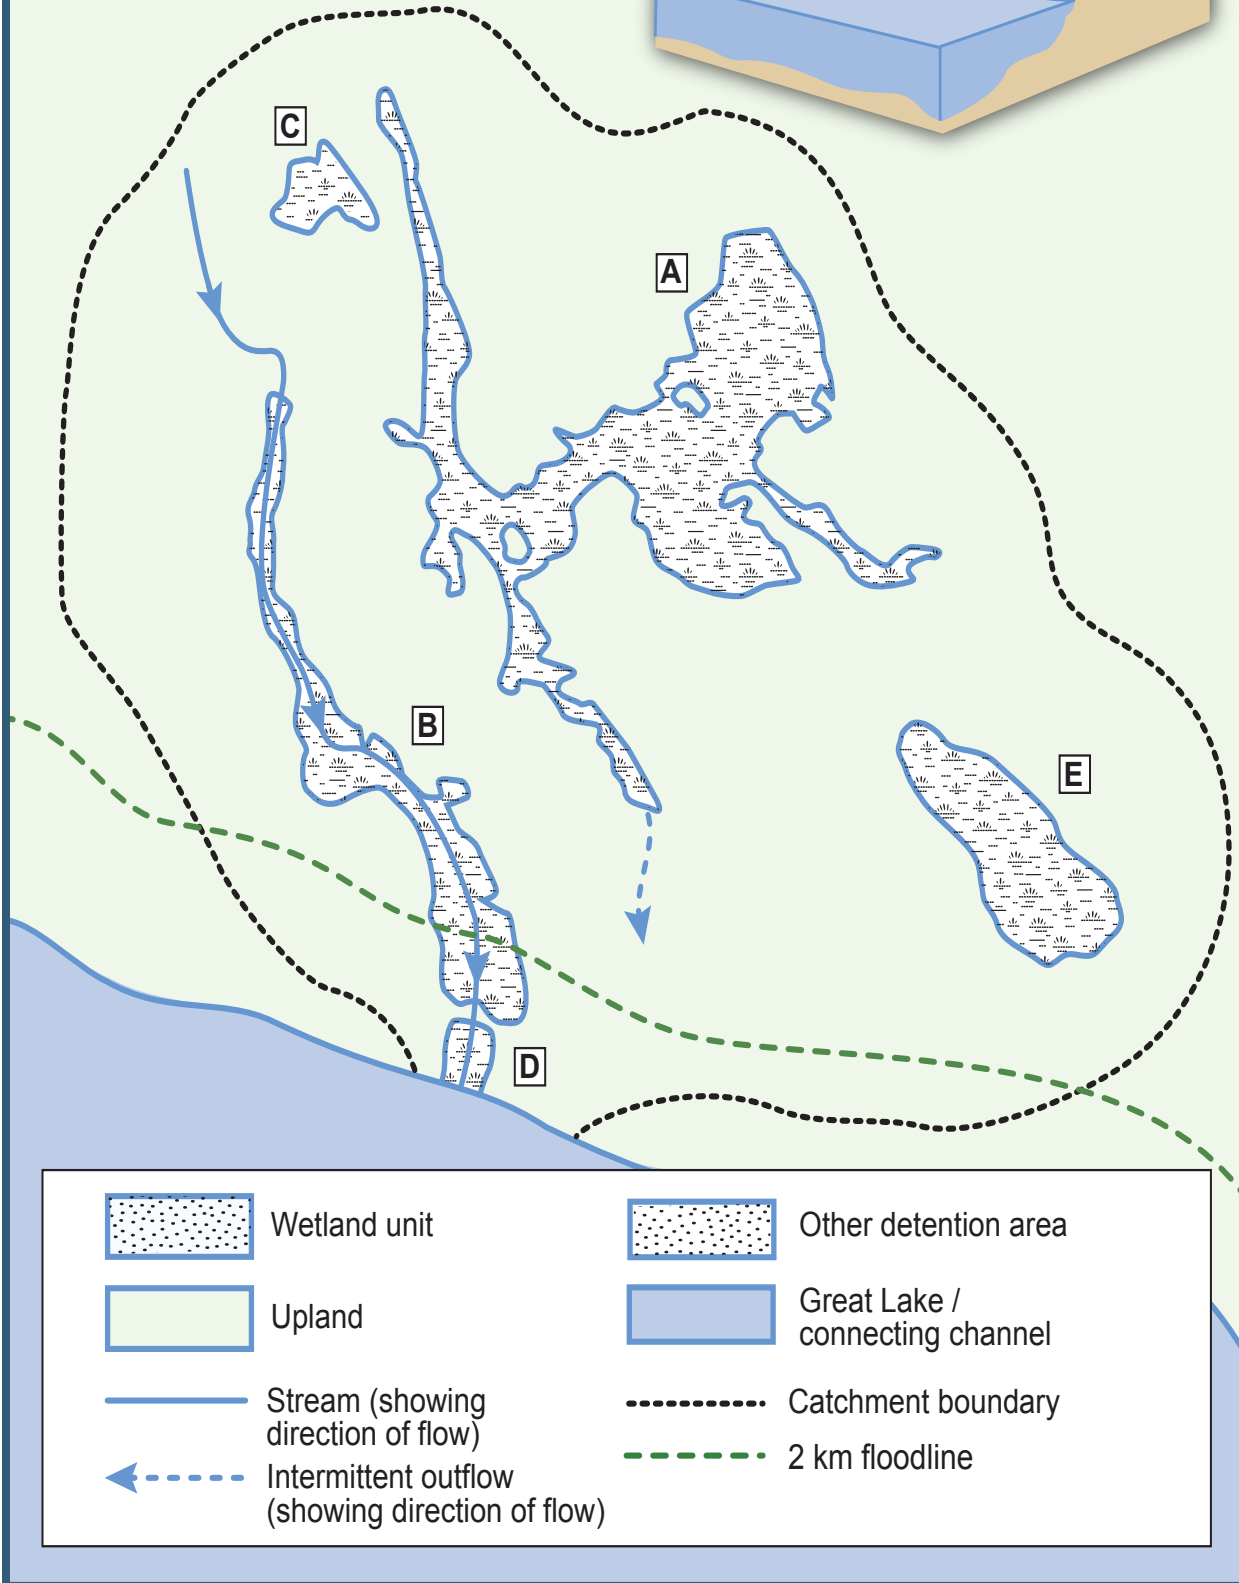 C
A
B
E
D
Wetland unit
Other detention area
Upland
Great Lake /
connecting channel
Stream (showing
direction of flow)
Catchment boundary
Intermittent outflow
(showing direction of flow)
2 km floodline